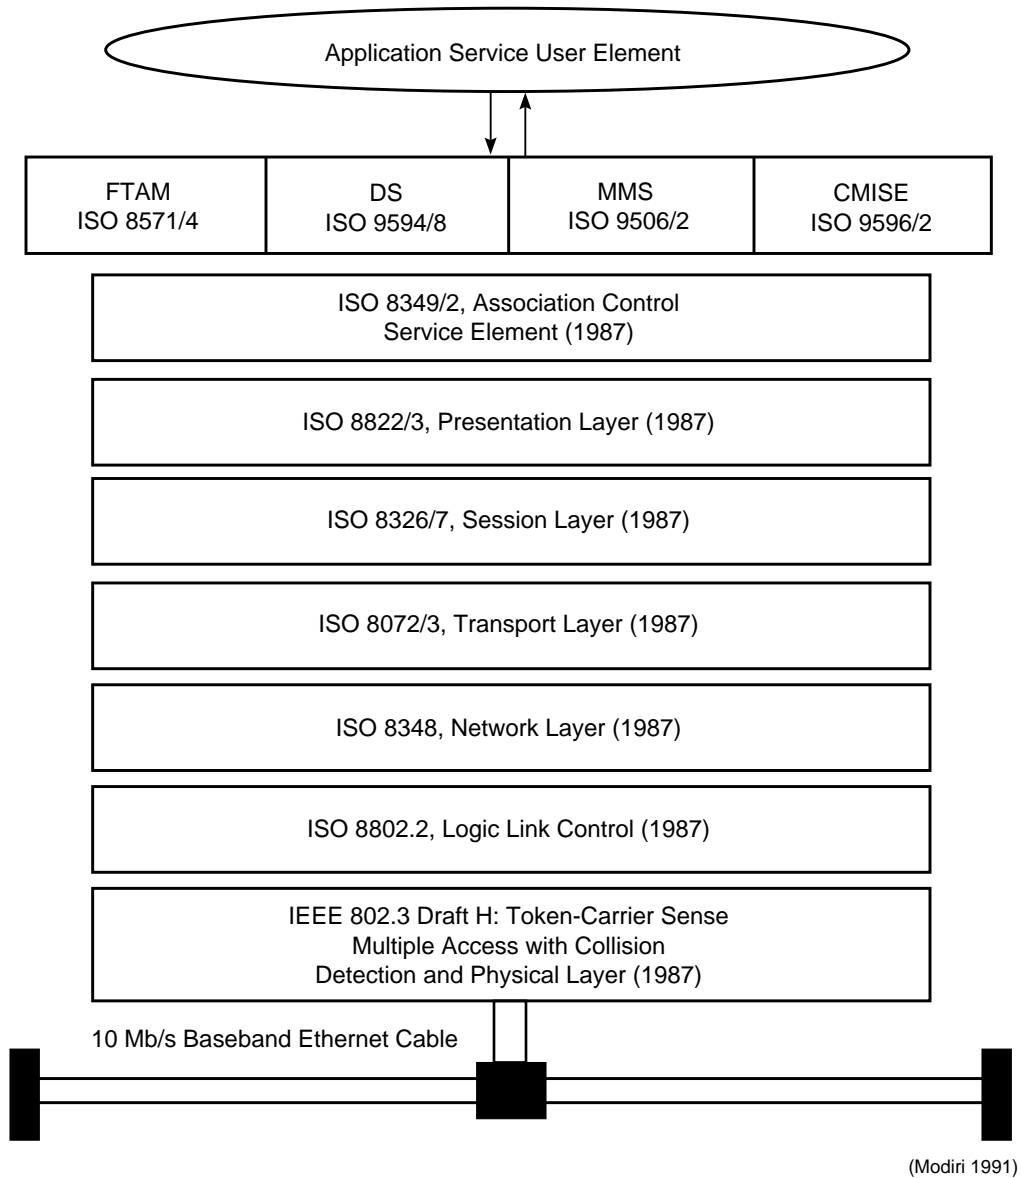 Application Service User Element
FTAM
ISO 8571/4
DS
ISO 9594/8
MMS
ISO 9506/2
CMISE
ISO 9596/2
ISO 8349/2, Association Control
Service Element (1987)
ISO 8822/3, Presentation Layer (1987)
ISO 8326/7, Session Layer (1987)
ISO 8072/3, Transport Layer (1987)
ISO 8348, Network Layer (1987)
ISO 8802.2, Logic Link Control (1987)
IEEE 802.3 Draft H: Token-Carrier Sense
Multiple Access with Collision
Detection and Physical Layer (1987)
10 Mb/s Baseband Ethernet Cable
(Modiri 1991)